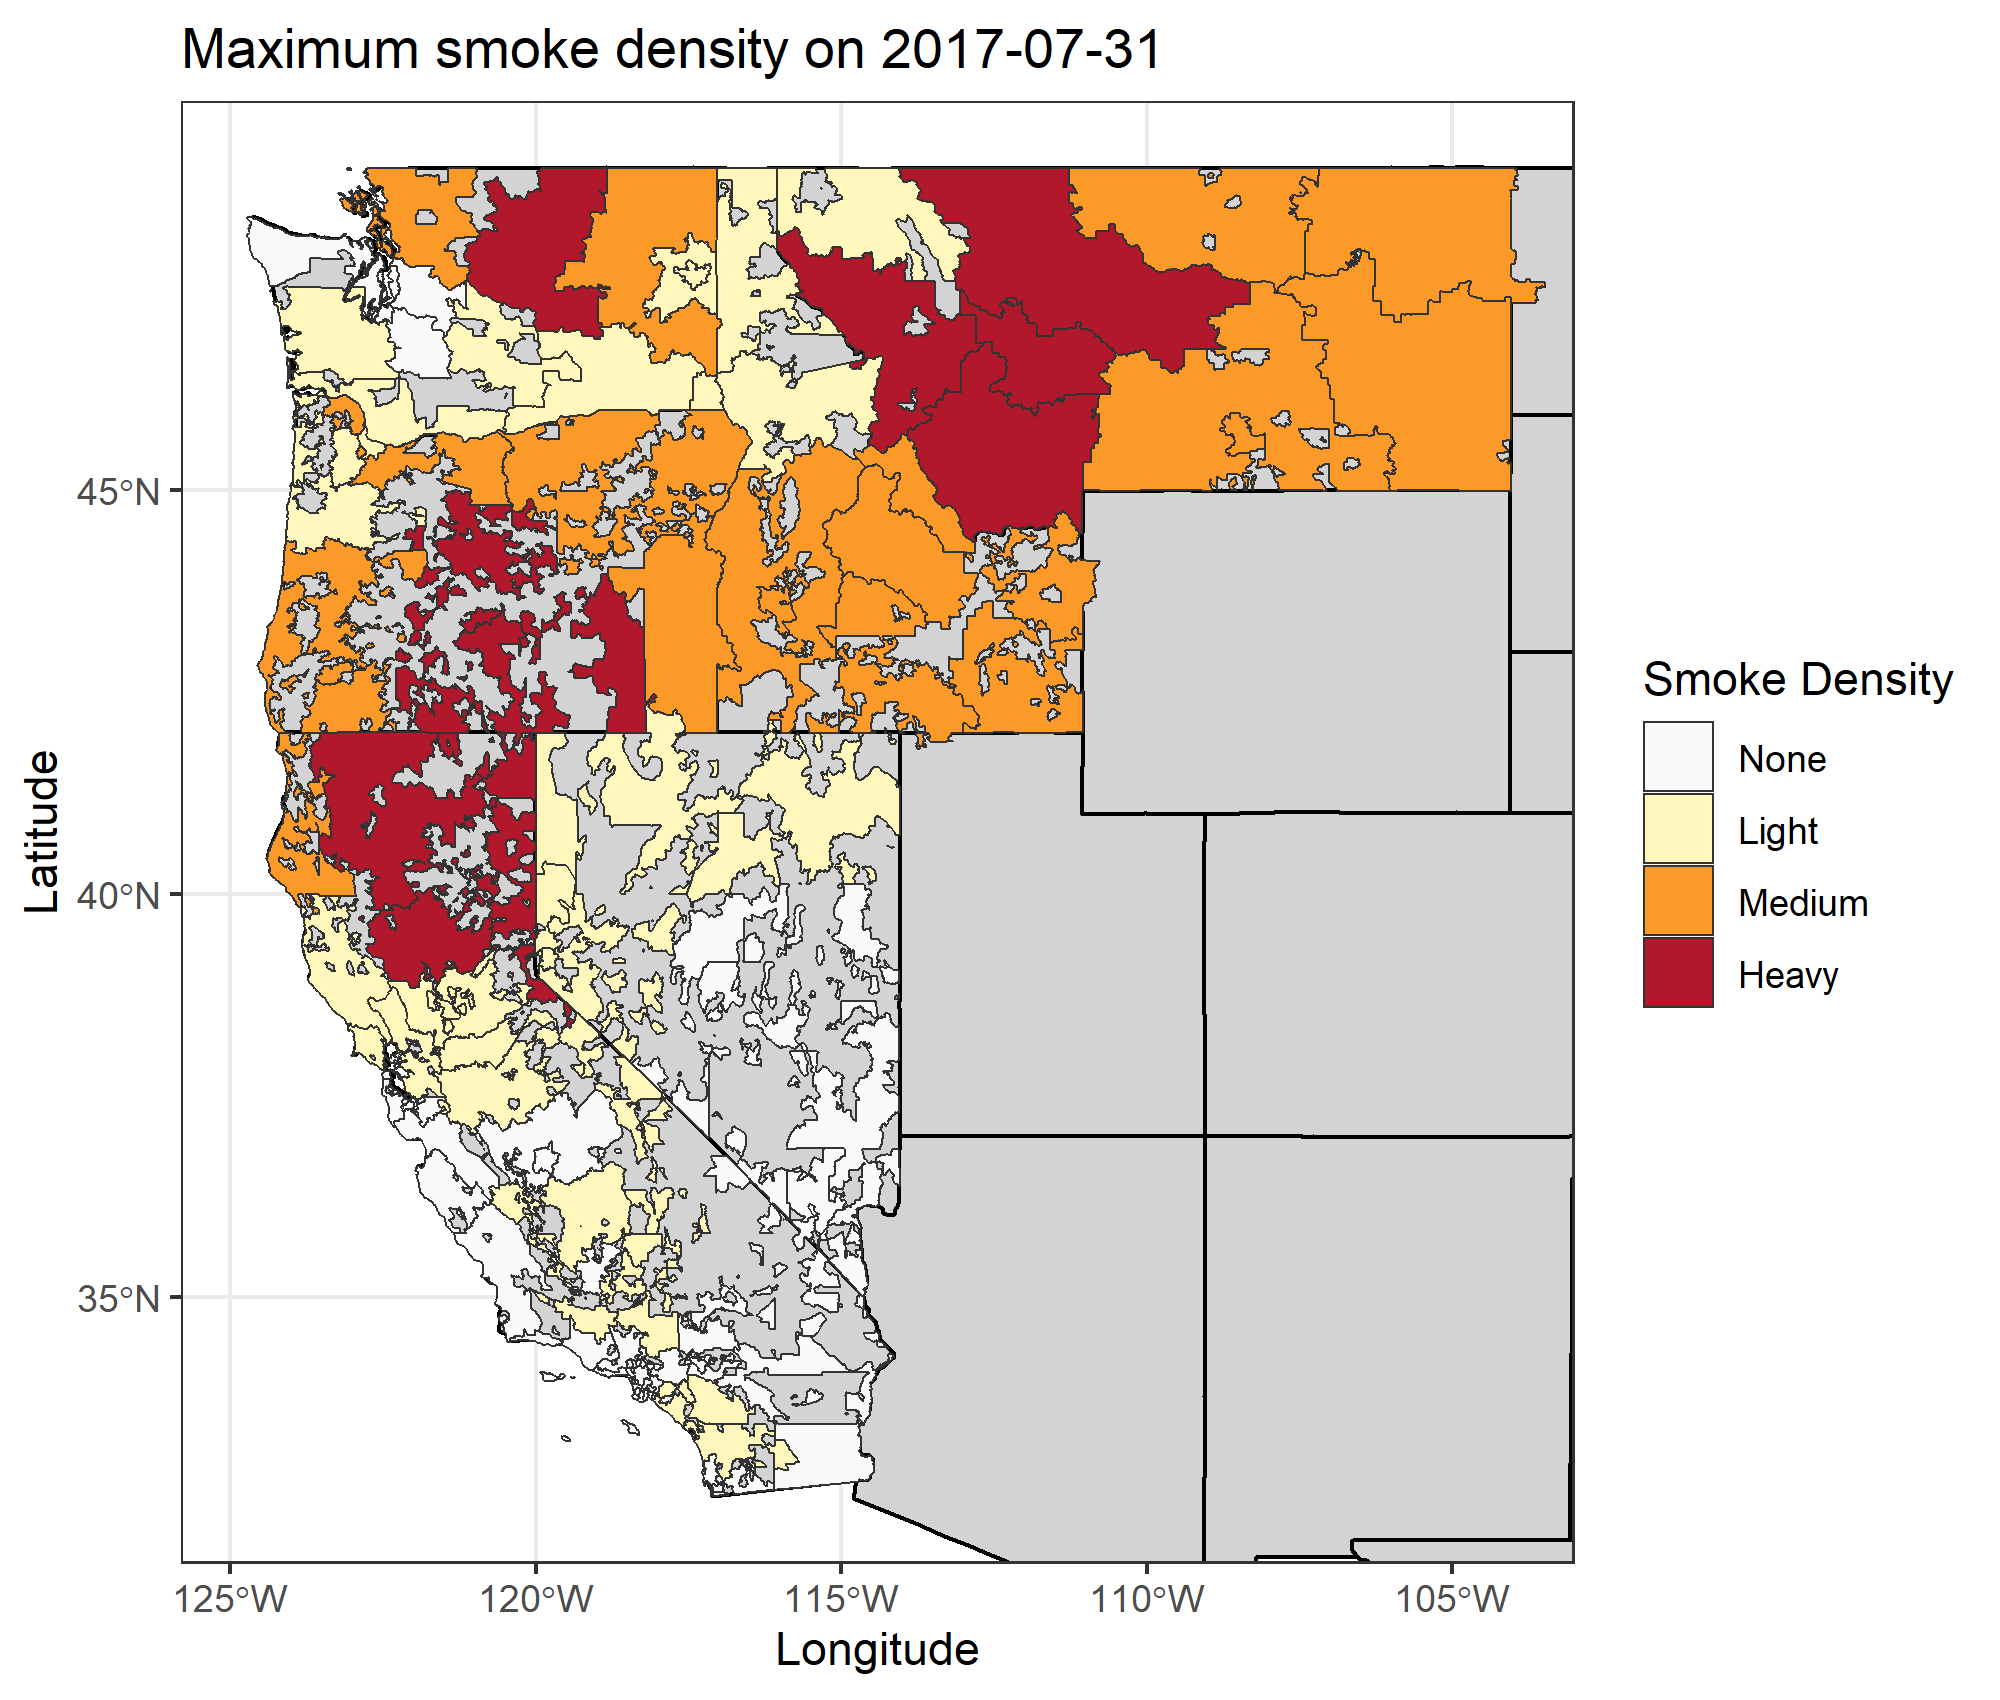 Maximum smoke density on 2017-07-31
45°N
40°N
35°N
Latitude
125°W
120°W
115°W
110°W
105°W
Longitude
Smoke Density
None
Light
Medium
Heavy